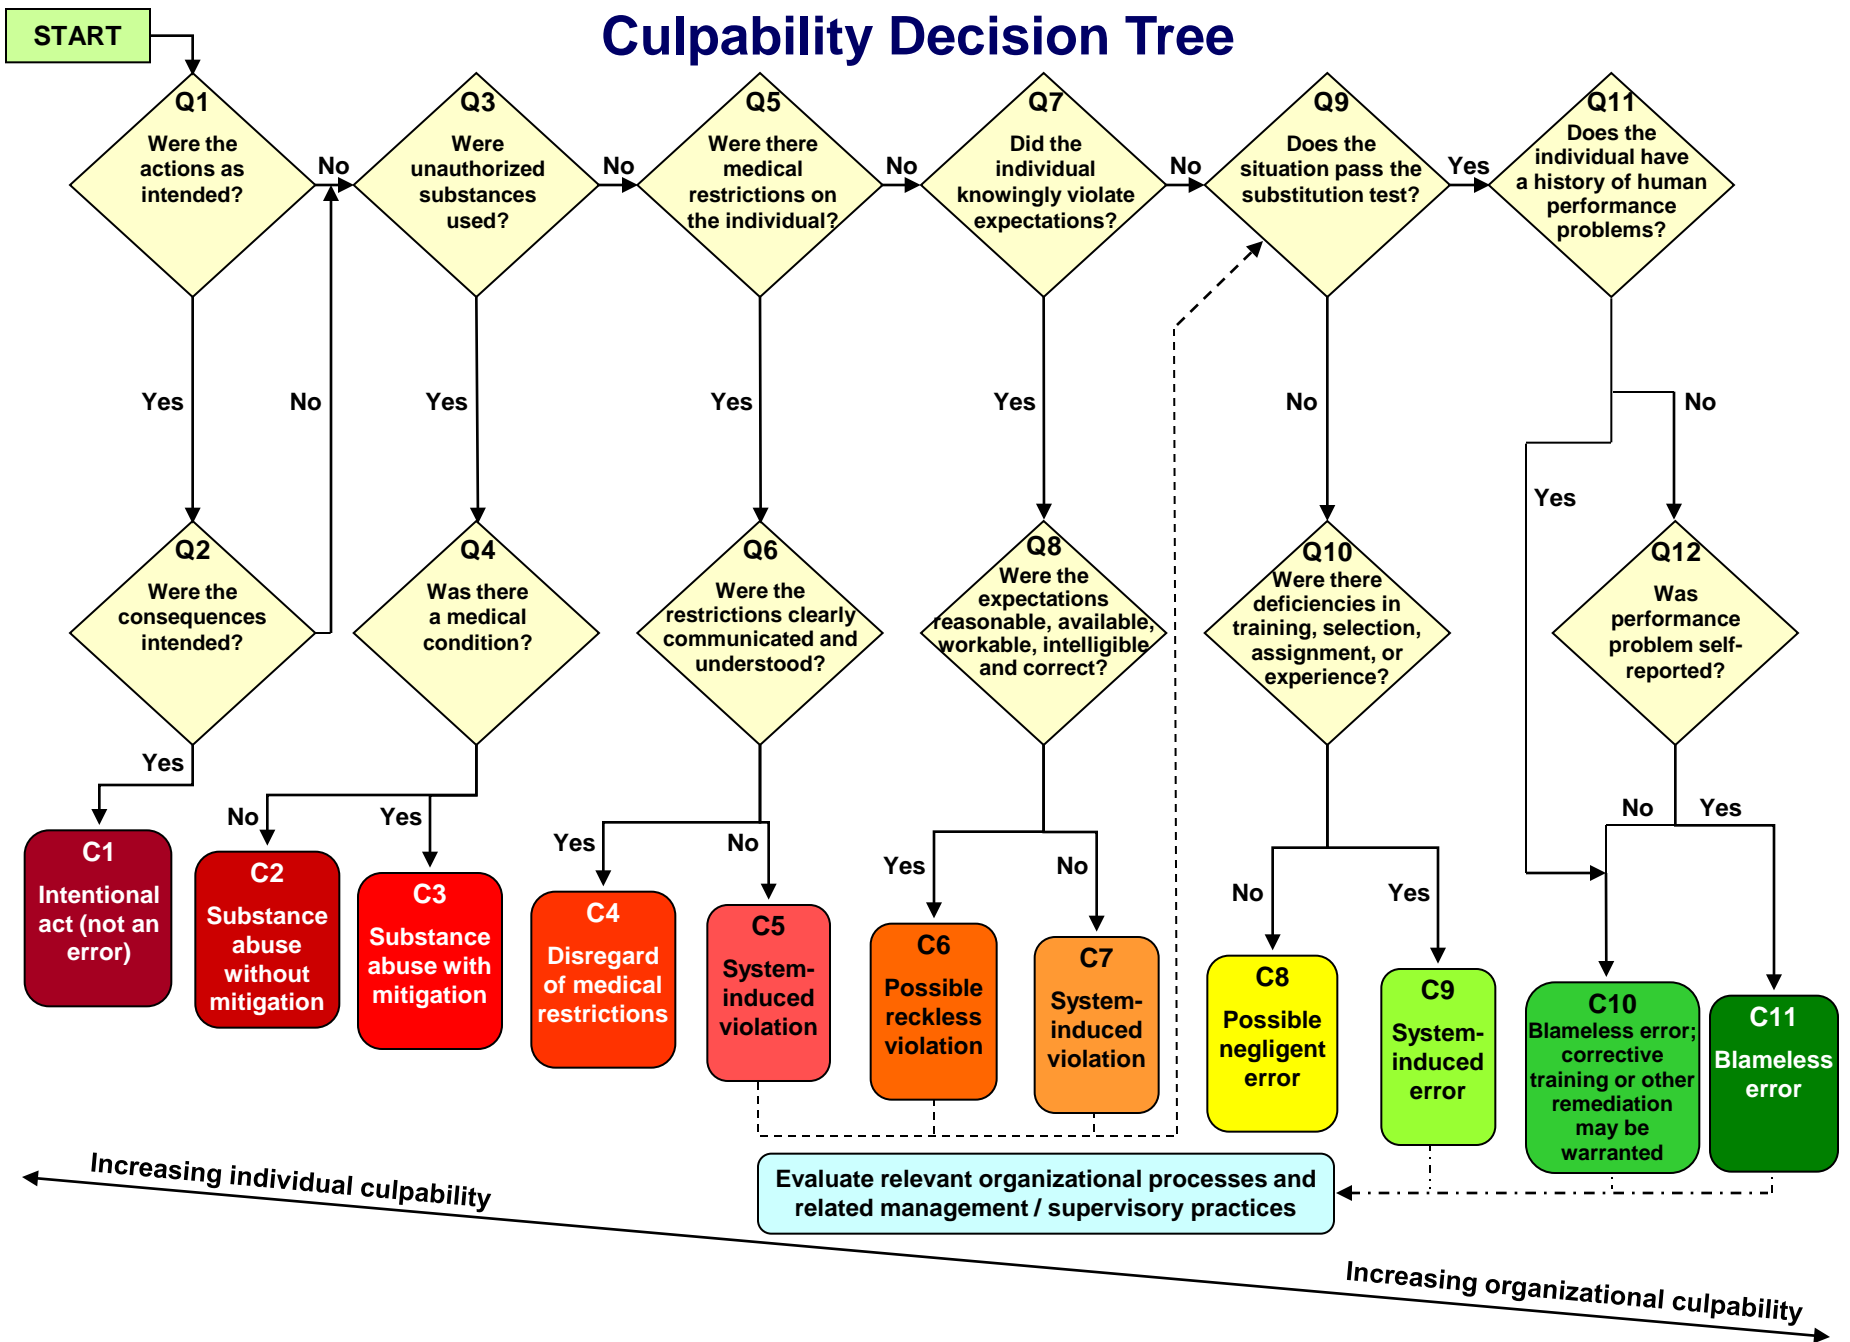 START
Culpability Decision Tree
Q1
Were the
actions as
intended?
No
Q3
Were
unauthorized
substances
used?
No
Q5
Were there
medical
restrictions on
the individual?
No
Q7
Did the
individual
knowingly violate
expectations?
No
Q9
Does the
situation pass the
substitution test?
Yes
Q11
Does the
individual have
a history of human
performance
problems?
Yes
No
Yes
Yes
Yes
No
No
Yes
Q2
Were the
consequences
intended?
Q4
Was there
a medical
condition?
Q6
Were the
restrictions clearly
communicated and
understood?
Q8
Were the
expectations
reasonable, available,
workable, intelligible
and correct?
Q10
Were there
deficiencies in
training, selection,
assignment, or
experience?
Q12
Was
performance
problem self-
reported?
Yes
No
Yes
Yes
No
Yes
No
No
Yes
No
Yes
C1
Intentional
act (not an
error)
C2
Substance
abuse
without
mitigation
C3
Substance
abuse with
mitigation
C4
Disregard
of medical
restrictions
C5
System-
induced
violation
C6
Possible
reckless
violation
C7
System-
induced
violation
C8
Possible
negligent
error
C9
System-
induced
error
C10
Blameless error;
corrective
training or other
remediation
may be
warranted
C11
Blameless
error
Increasing individual culpability
Evaluate relevant organizational processes and
related management / supervisory practices
Increasing organizational culpability